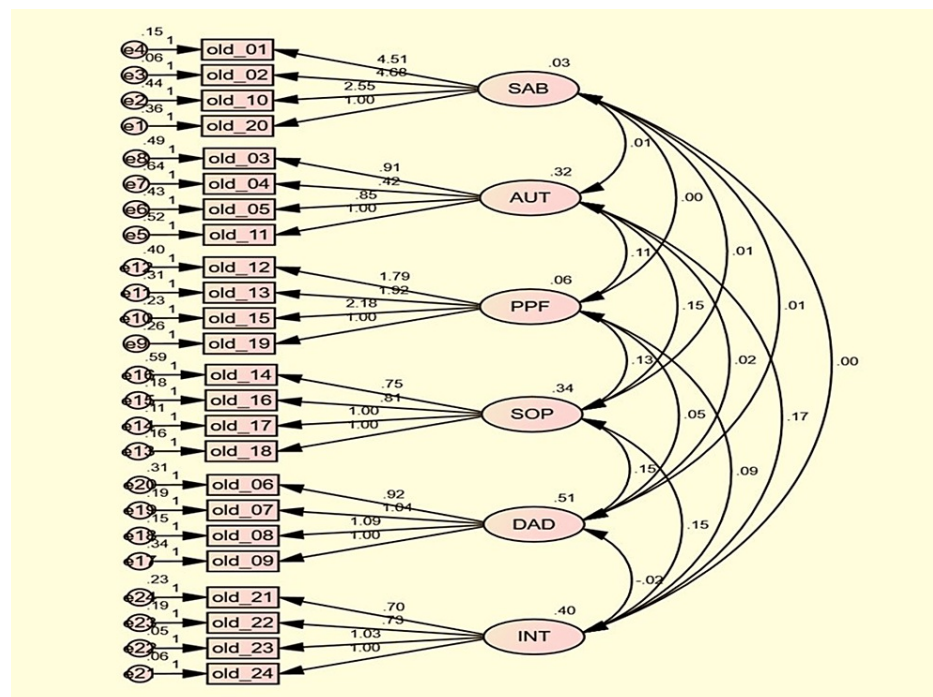 .15
e4 1 old_01 4.51
.06
e3 1 old_02 4.68
.44
e2 1 old_10 2.55
.36
e1 1 old_20 1.00
.03
SAB
.49
e8 1 old_03 .91
.64
e7 1 old_04 .42
.43
e6 1 old_05 .85
.52
e5 1 old_11 1.00
.32
AUT
.40
e12 1 old_12 1.79
.31
e11 1 old_13 1.92
.23
e10 1 old_15 2.18
.26
e9 1 old_19 1.00
.06
PPF
.59
e16 1 old_14 .75
.18
e15 1 old_16 .81
.11
e14 1 old_17 1.00
.16
e13 1 old_18 1.00
.34
SOP
.31
e20 1 old_06 .92
.19
e19 1 old_07 1.04
.15
e18 1 old_08 1.09
.34
e17 1 old_09 1.00
.51
DAD
.23
e24 1 old_21 .70
.19
e23 1 old_22 .73
.05
e22 1 old_23 1.03
.06
e21 1 old_24 1.00
.40
INT
.01
.00
.11
.01
.15
.01
.13
.02
.00
.05
.17
.15
.09
.15
-.02